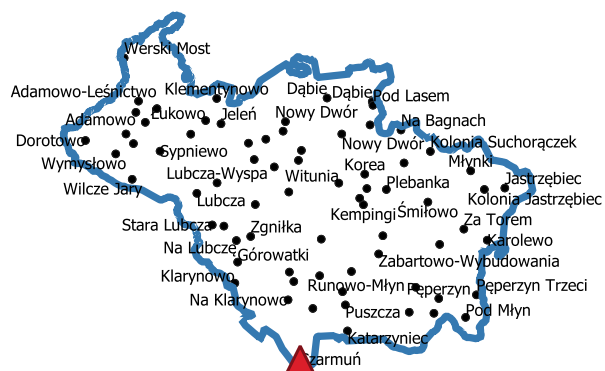 Werski Most
Adamowo-Leśnictwo
Klementynowo
Dąbie
Dąbie
Pod Lasem
Adamowo
Łukowo
Jeleń
Nowy Dwór
Na Bagnach
Dorotowo
Sypniewo
Nowy Dwór
Kolonia Suchorączek
Wymysłowo
Lubcza-Wyspa
Witunia
Korea
Młynki
Wilcze Jary
Lubcza
Plebanka
Jastrzębiec
Kempingi
Śmiłowo
Kolonia Jastrzębiec
Stara Lubcza
Zgniłka
Za Torem
Na Lubczę
Górowatki
Karolewo
Zabartowo-Wybudowania
Klarynowo
Runowo-Młyn
Pęperzyn
Pęperzyn Trzeci
Na Klarynowo
Puszcza
Pod Młyn
Katarzyniec
Czarmuń